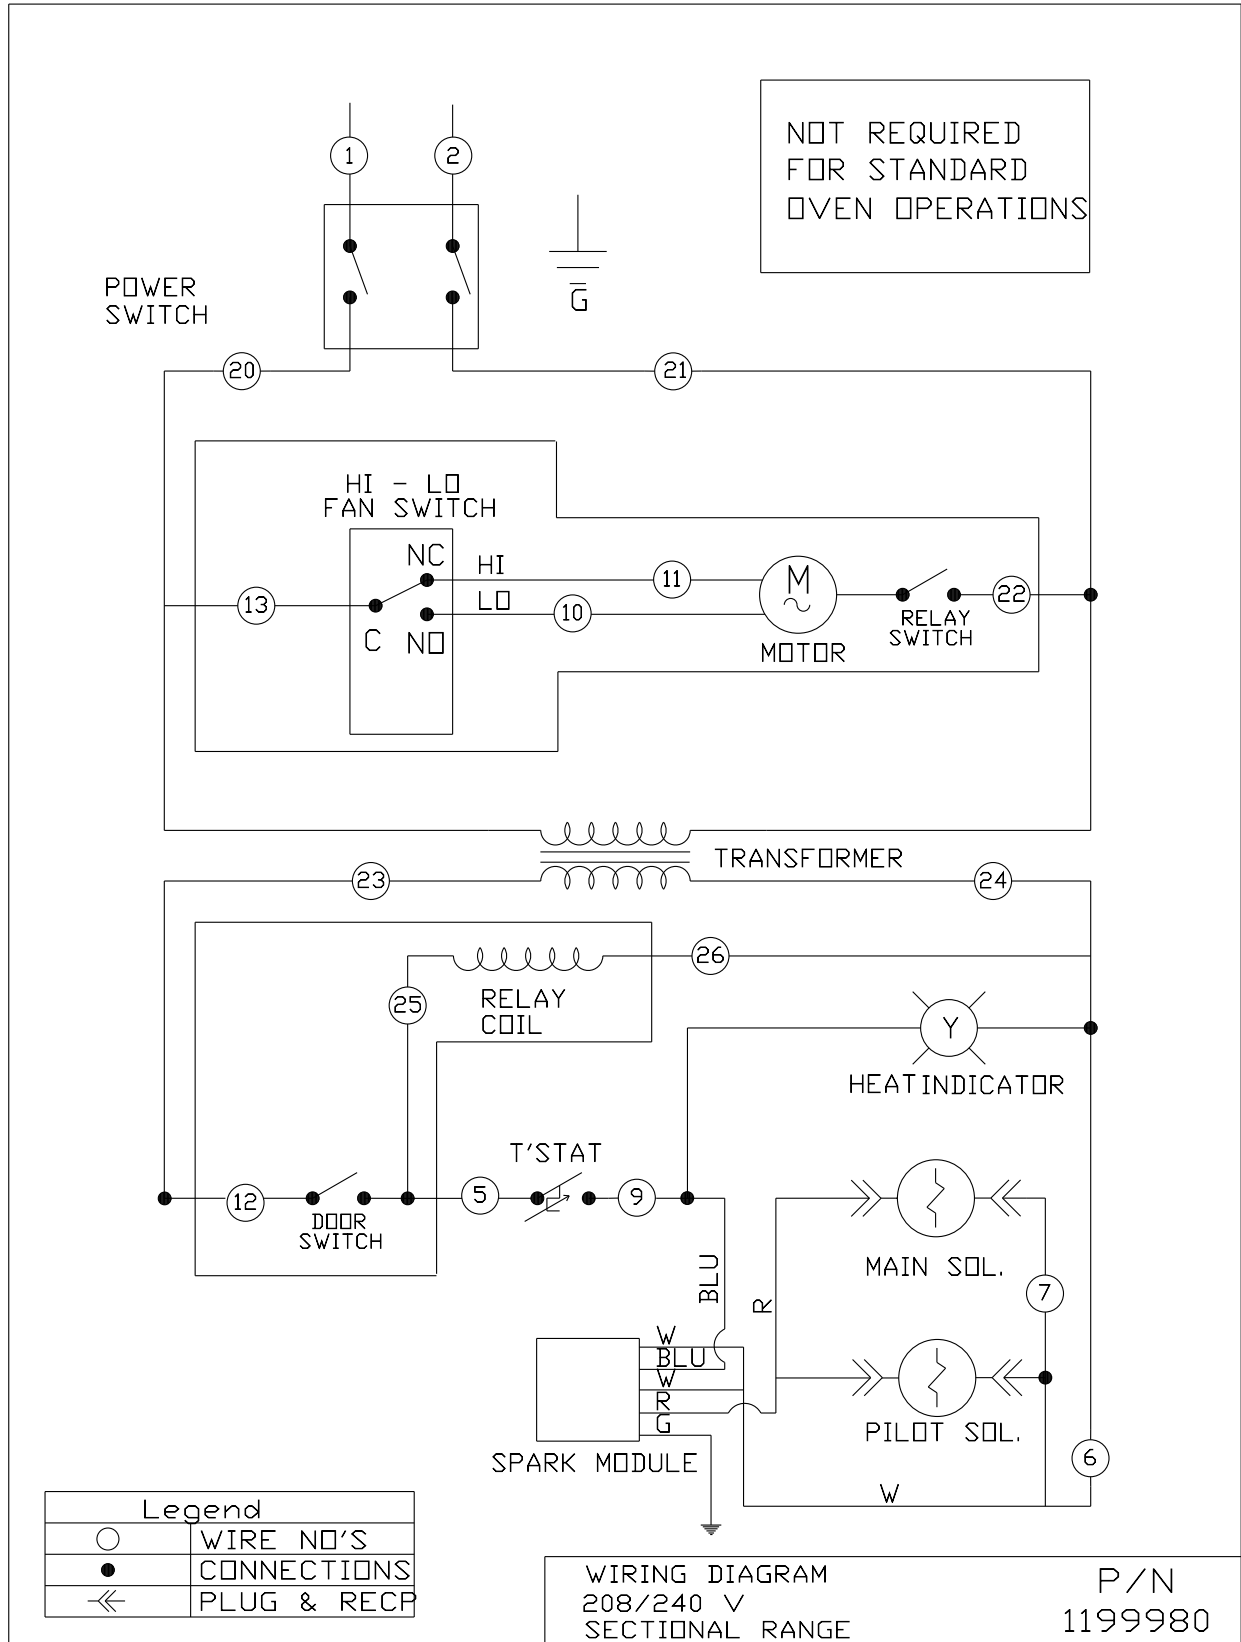 1 2
NOT REQUIRED
FOR STANDARD
OVEN OPERATIONS
POWER
SWITCH
G
20 21
HI - LO
FAN SWITCH
NC
HI
11
M
13
LO
10
22
RELAY
SWITCH
C NO
MOTOR
TRANSFORMER
23 24
26
25
RELAY
COIL
Y
HEAT INDICATOR
T'STAT
12
5
9
DOOR
SWITCH
MAIN SOL.
BLU
R
7
W
BLU
W
R
G
PILOT SOL.
SPARK MODULE
6
W
Legend
WIRE NO'S
CONNECTIONS
PLUG & RECP
WIRING DIAGRAM
208/240 V
SECTIONAL RANGE
P/N
1199980